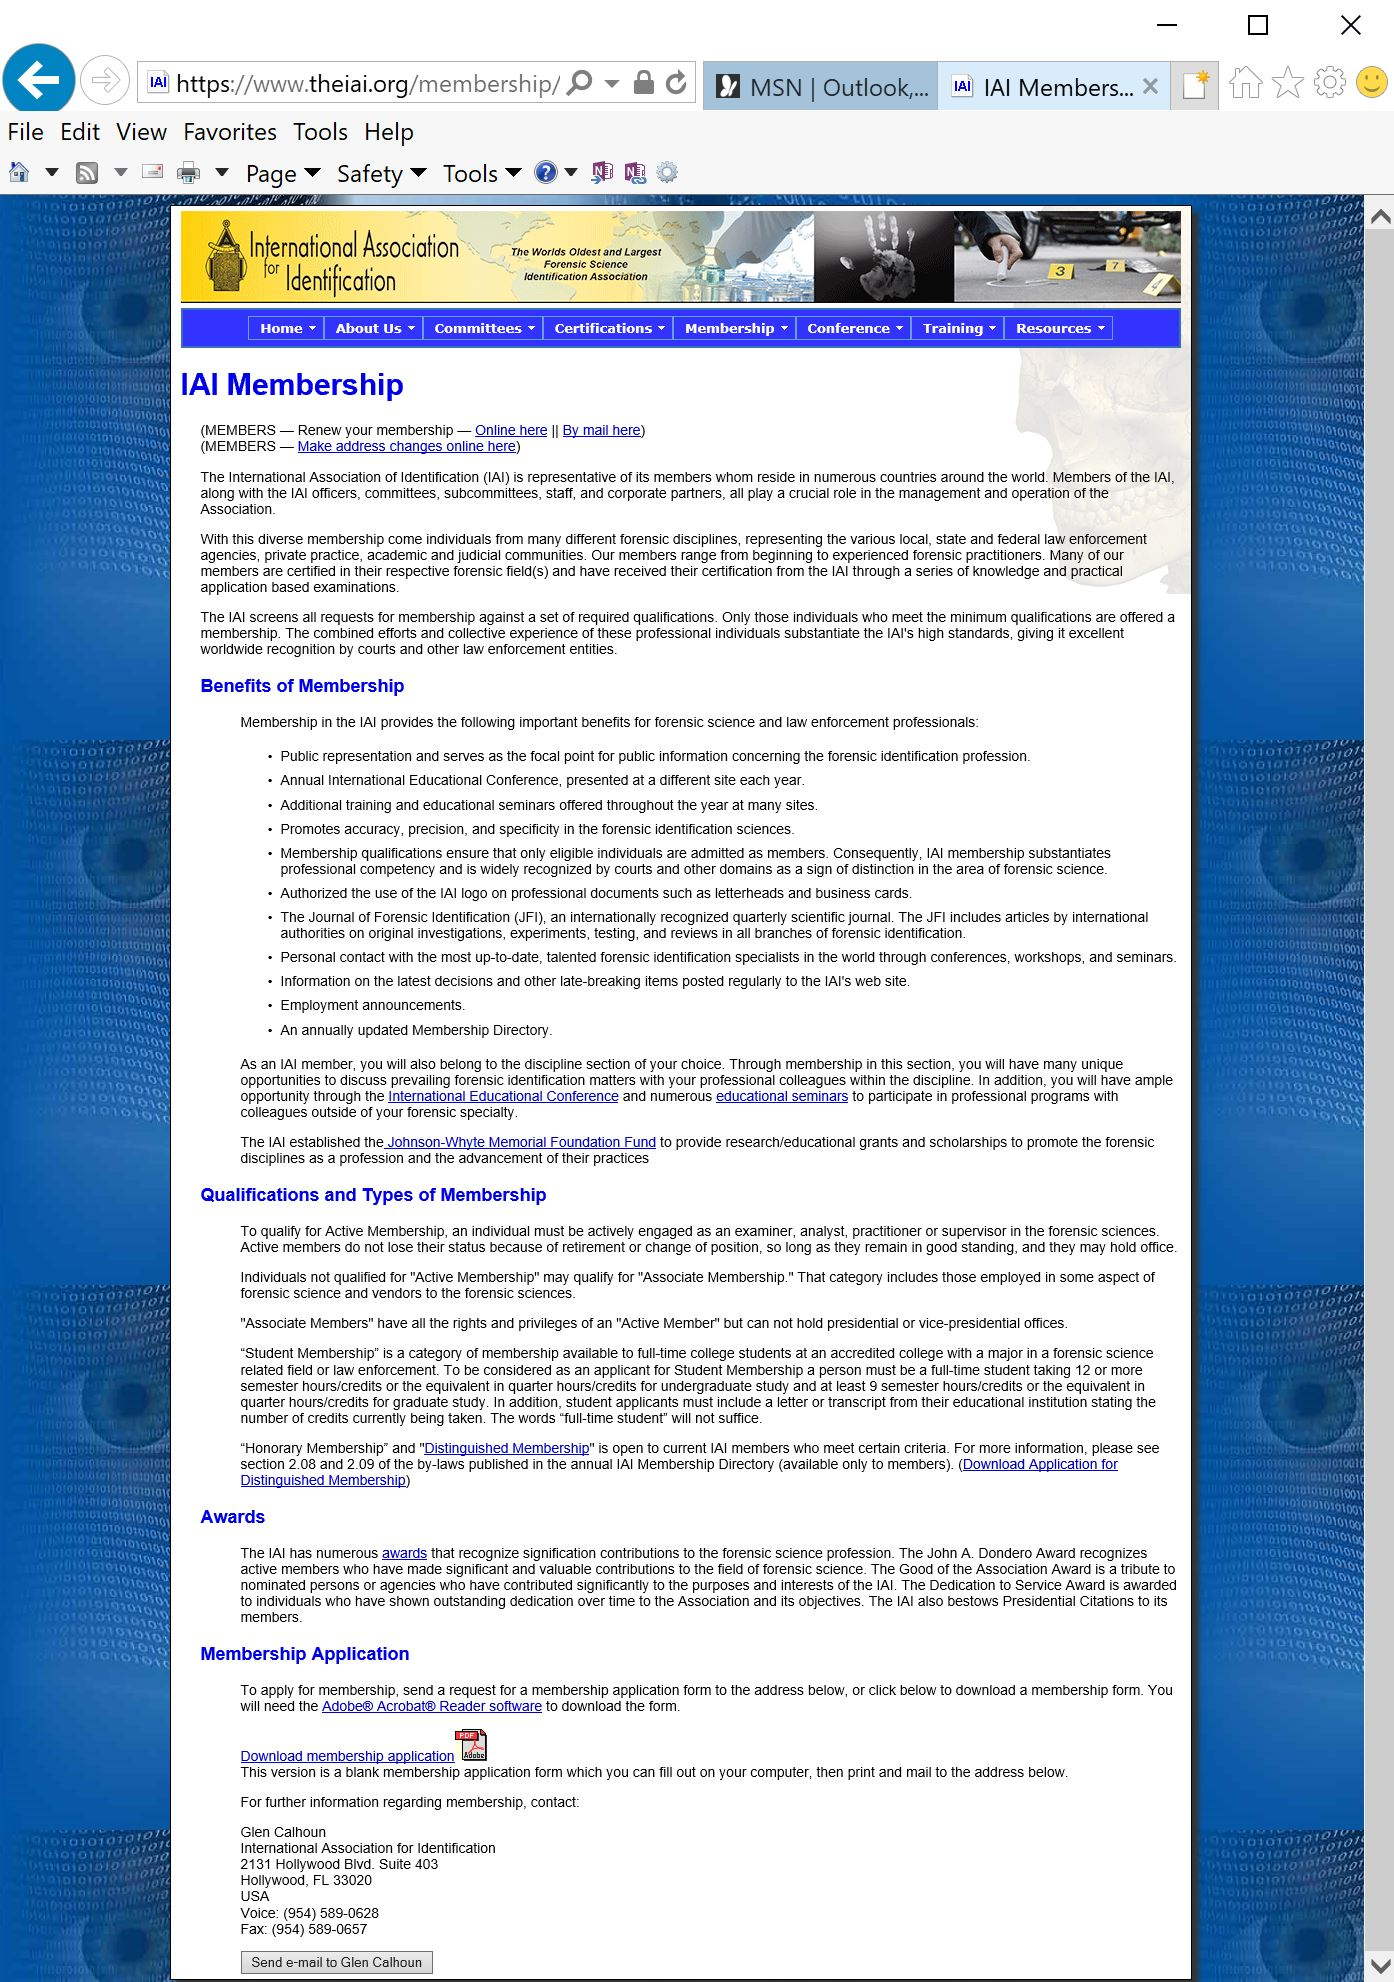 https://www.theiai.org/membership/
MSN | Outlook,...
IAI Members...
File Edit View Favorites Tools Help
Page Safety Tools
International Association
for
Identification
The Worlds Oldest and Largest
Forensic Science
Identification Association
Home About Us Committees Certifications Membership Conference Training Resources
IAI Membership
(MEMBERS — Renew your membership — Online here || By mail here)
(MEMBERS — Make address changes online here)
The International Association of Identification (IAI) is representative of its members whom reside in numerous countries around the world. Members of the IAI,
along with the IAI officers, committees, subcommittees, staff, and corporate partners, all play a crucial role in the management and operation of the
Association.
With this diverse membership come individuals from many different forensic disciplines, representing the various local, state and federal law enforcement
agencies, private practice, academic and judicial communities. Our members range from beginning to experienced forensic practitioners. Many of our
members are certified in their respective forensic field(s) and have received their certification from the IAI through a series of knowledge and practical
application based examinations.
The IAI screens all requests for membership against a set of required qualifications. Only those individuals who meet the minimum qualifications are offered a
membership. The combined efforts and collective experience of these professional individuals substantiate the IAI's high standards, giving it excellent
worldwide recognition by courts and other law enforcement entities.
Benefits of Membership
Membership in the IAI provides the following important benefits for forensic science and law enforcement professionals:
• Public representation and serves as the focal point for public information concerning the forensic identification profession.
• Annual International Educational Conference, presented at a different site each year.
• Additional training and educational seminars offered throughout the year at many sites.
• Promotes accuracy, precision, and specificity in the forensic identification sciences.
• Membership qualifications ensure that only eligible individuals are admitted as members. Consequently, IAI membership substantiates
professional competency and is widely recognized by courts and other domains as a sign of distinction in the area of forensic science.
• Authorized the use of the IAI logo on professional documents such as letterheads and business cards.
• The Journal of Forensic Identification (JFI), an internationally recognized quarterly scientific journal. The JFI includes articles by international
authorities on original investigations, experiments, testing, and reviews in all branches of forensic identification.
• Personal contact with the most up-to-date, talented forensic identification specialists in the world through conferences, workshops, and seminars.
• Information on the latest decisions and other late-breaking items posted regularly to the IAI's web site.
• Employment announcements.
• An annually updated Membership Directory.
As an IAI member, you will also belong to the discipline section of your choice. Through membership in this section, you will have many unique
opportunities to discuss prevailing forensic identification matters with your professional colleagues within the discipline. In addition, you will have ample
opportunity through the International Educational Conference and numerous educational seminars to participate in professional programs with
colleagues outside of your forensic specialty.
The IAI established the Johnson-Whyte Memorial Foundation Fund to provide research/educational grants and scholarships to promote the forensic
disciplines as a profession and the advancement of their practices
Qualifications and Types of Membership
To qualify for Active Membership, an individual must be actively engaged as an examiner, analyst, practitioner or supervisor in the forensic sciences.
Active members do not lose their status because of retirement or change of position, so long as they remain in good standing, and they may hold office.
Individuals not qualified for "Active Membership" may qualify for "Associate Membership." That category includes those employed in some aspect of
forensic science and vendors to the forensic sciences.
"Associate Members" have all the rights and privileges of an "Active Member" but can not hold presidential or vice-presidential offices.
“Student Membership” is a category of membership available to full-time college students at an accredited college with a major in a forensic science
related field or law enforcement. To be considered as an applicant for Student Membership a person must be a full-time student taking 12 or more
semester hours/credits or the equivalent in quarter hours/credits for undergraduate study and at least 9 semester hours/credits or the equivalent in
quarter hours/credits for graduate study. In addition, student applicants must include a letter or transcript from their educational institution stating the
number of credits currently being taken. The words “full-time student” will not suffice.
“Honorary Membership” and "Distinguished Membership" is open to current IAI members who meet certain criteria. For more information, please see
section 2.08 and 2.09 of the by-laws published in the annual IAI Membership Directory (available only to members). (Download Application for
Distinguished Membership)
Awards
The IAI has numerous awards that recognize signification contributions to the forensic science profession. The John A. Dondero Award recognizes
active members who have made significant and valuable contributions to the field of forensic science. The Good of the Association Award is a tribute to
nominated persons or agencies who have contributed significantly to the purposes and interests of the IAI. The Dedication to Service Award is awarded
to individuals who have shown outstanding dedication over time to the Association and its objectives. The IAI also bestows Presidential Citations to its
members.
Membership Application
To apply for membership, send a request for a membership application form to the address below, or click below to download a membership form. You
will need the Adobe® Acrobat® Reader software to download the form.
Download membership application
This version is a blank membership application form which you can fill out on your computer, then print and mail to the address below.
For further information regarding membership, contact:
Glen Calhoun
International Association for Identification
2131 Hollywood Blvd. Suite 403
Hollywood, FL 33020
USA
Voice: (954) 589-0628
Fax: (954) 589-0657
Send e-mail to Glen Calhoun